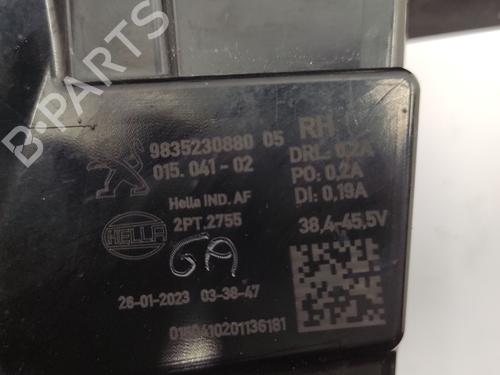 B-PARTS
9835230880 05
RH
015.041-02
DRL: 0,2A
PO: 0,2A
DI: 0,19A
Hella IND. AF
2PT.2755
38,4-45,5V
HELLA
GA
26-01-2023 03-38-47
0150410201136181